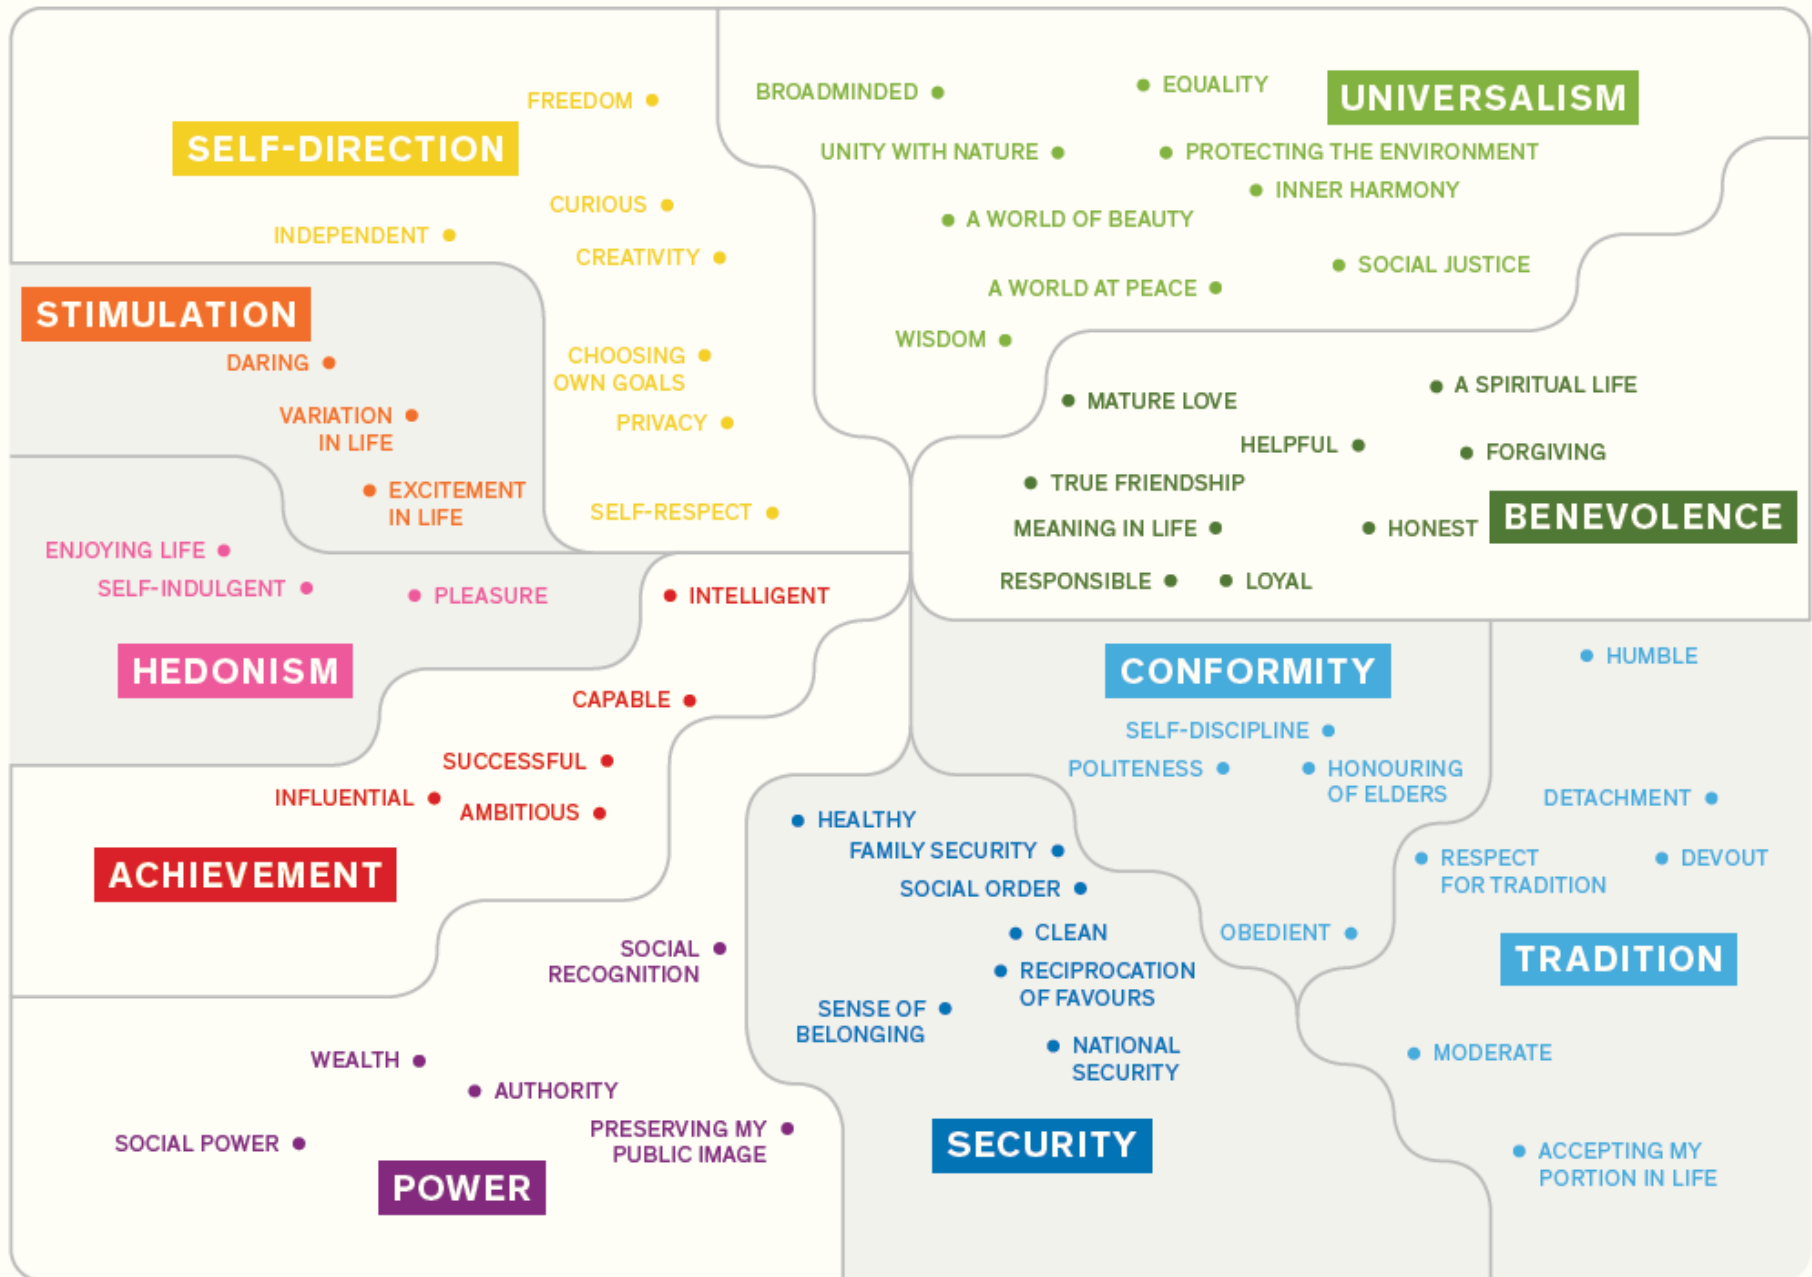 SELF-DIRECTION
FREEDOM
CURIOUS
INDEPENDENT
CREATIVITY
CHOOSING
OWN GOALS
PRIVACY
SELF-RESPECT
UNIVERSALISM
BROADMINDED
EQUALITY
UNITY WITH NATURE
PROTECTING THE ENVIRONMENT
INNER HARMONY
A WORLD OF BEAUTY
SOCIAL JUSTICE
A WORLD AT PEACE
WISDOM
STIMULATION
DARING
VARIATION
IN LIFE
EXCITEMENT
IN LIFE
BENEVOLENCE
A SPIRITUAL LIFE
MATURE LOVE
HELPFUL
FORGIVING
TRUE FRIENDSHIP
MEANING IN LIFE
HONEST
RESPONSIBLE
LOYAL
ENJOYING LIFE
SELF-INDULGENT
PLEASURE
HEDONISM
INTELLIGENT
CAPABLE
SUCCESSFUL
INFLUENTIAL
AMBITIOUS
ACHIEVEMENT
CONFORMITY
SELF-DISCIPLINE
POLITENESS
HONOURING
OF ELDERS
OBEDIENT
HUMBLE
DETACHMENT
RESPECT
FOR TRADITION
DEVOUT
TRADITION
MODERATE
ACCEPTING MY
PORTION IN LIFE
HEALTHY
FAMILY SECURITY
SOCIAL ORDER
CLEAN
RECIPROCATION
OF FAVOURS
SENSE OF
BELONGING
NATIONAL
SECURITY
SECURITY
SOCIAL
RECOGNITION
WEALTH
AUTHORITY
PRESERVING MY
PUBLIC IMAGE
SOCIAL POWER
POWER